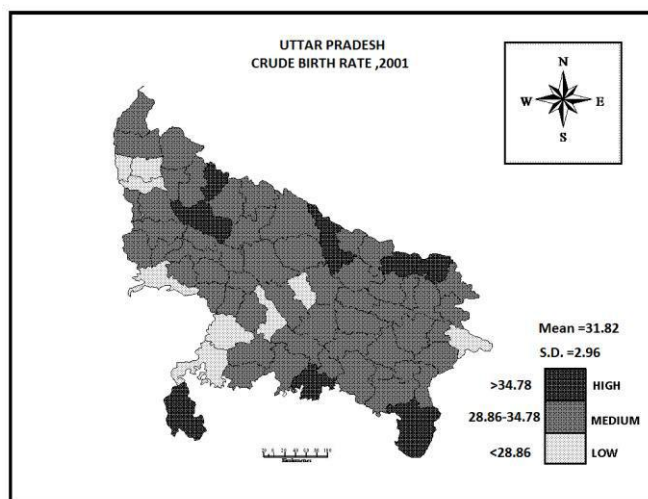 UTTAR PRADESH
CRUDE BIRTH RATE ,2001
N
W E
S
Mean =31.82
S.D. =2.96
>34.78 HIGH
28.86-34.78 MEDIUM
<28.86 LOW